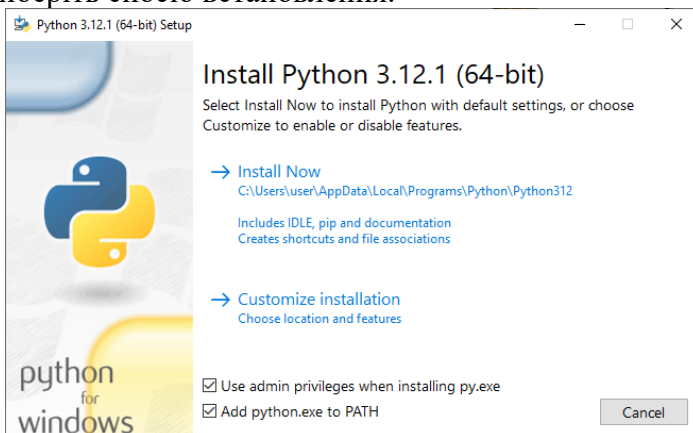 встановлення.
Python 3.12.1 (64-bit) Setup
Install Python 3.12.1 (64-bit)
Select Install Now to install Python with default settings, or choose
Customize to enable or disable features.
Install Now
C:\Users\user\AppData\Local\Programs\Python\Python312
Includes IDLE, pip and documentation
Creates shortcuts and file associations
Customize installation
Choose location and features
Use admin privileges when installing py.exe
Add python.exe to PATH
Cancel
python
for
windows